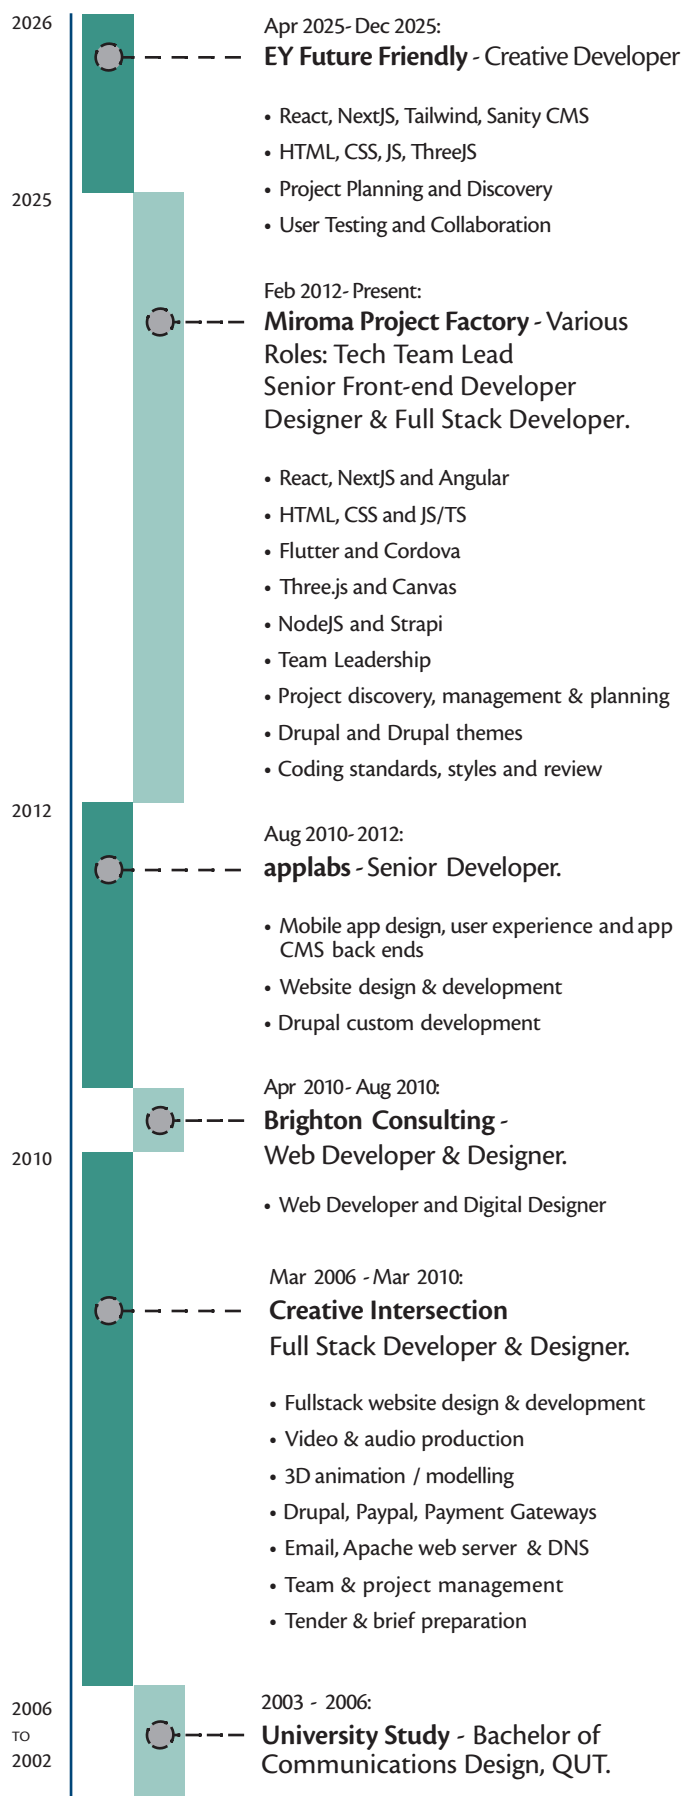 2026
Apr 2025- Dec 2025:
EY Future Friendly - Creative Developer
• React, NextJS, Tailwind, Sanity CMS
• HTML, CSS, JS, ThreeJS
• Project Planning and Discovery
2025
• User Testing and Collaboration
Feb 2012- Present:
Miroma Project Factory - Various
Roles: Tech Team Lead
Senior Front-end Developer
Designer & Full Stack Developer.
• React, NextJS and Angular
• HTML, CSS and JS/TS
• Flutter and Cordova
• Three.js and Canvas
• NodeJS and Strapi
• Team Leadership
• Project discovery, management & planning
• Drupal and Drupal themes
• Coding standards, styles and review
2012
Aug 2010- 2012:
applabs - Senior Developer.
• Mobile app design, user experience and app
CMS back ends
• Website design & development
• Drupal custom development
Apr 2010- Aug 2010:
Brighton Consulting -
Web Developer & Designer.
2010
• Web Developer and Digital Designer
Mar 2006 - Mar 2010:
Creative Intersection
Full Stack Developer & Designer.
• Fullstack website design & development
• Video & audio production
• 3D animation / modelling
• Drupal, Paypal, Payment Gateways
• Email, Apache web server & DNS
• Team & project management
• Tender & brief preparation
2006
TO
2002
2003 - 2006:
University Study - Bachelor of
Communications Design, QUT.